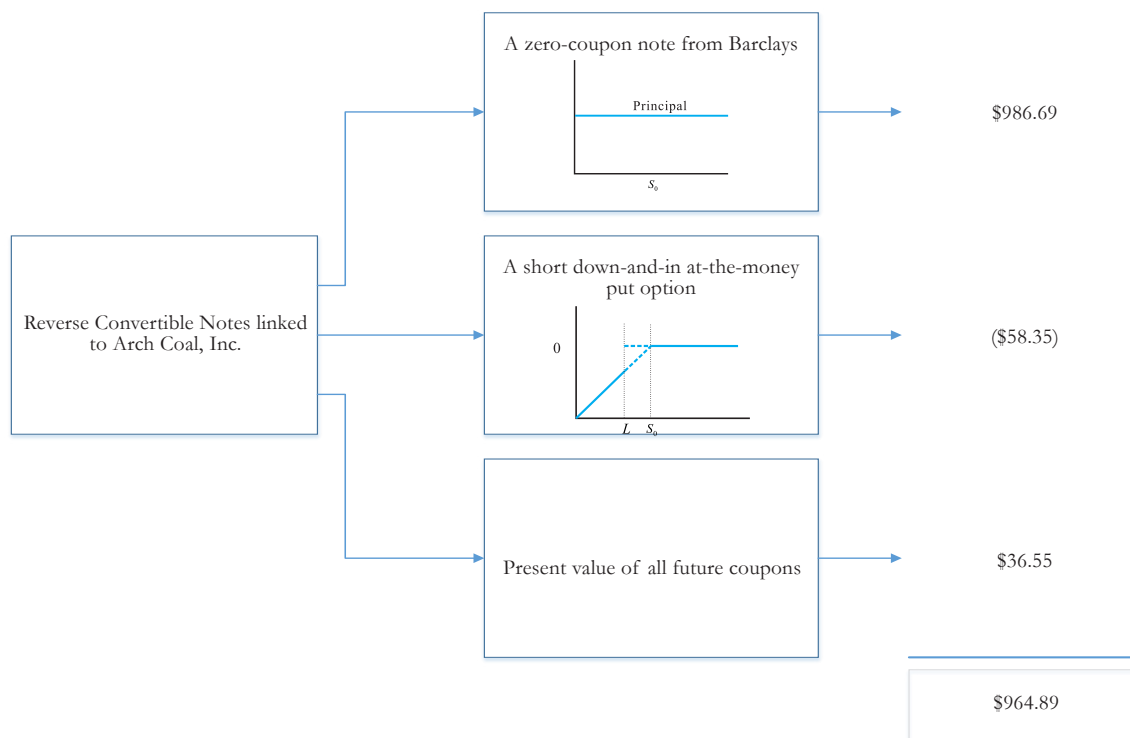 A zero-coupon note from Barclays
Principal
S₀
$986.69
Reverse Convertible Notes linked
to Arch Coal, Inc.
A short down-and-in at-the-money
put option
0
L S₀
($58.35)
Present value of all future coupons
$36.55
$964.89